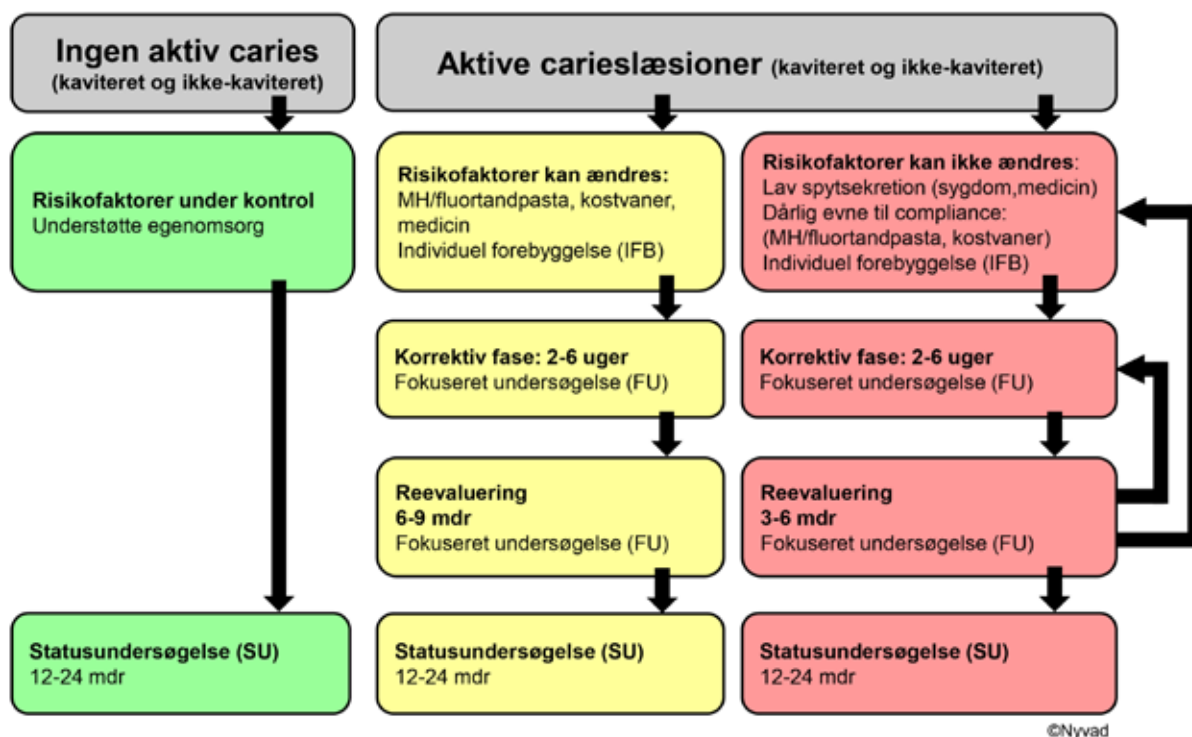 Ingen aktiv caries
(kaviteret og ikke-kaviteret)
Aktive carieslæsioner (kaviteret og ikke-kaviteret)
Risikofaktorer under kontrol
Understøtte egenomsorg
Risikofaktorer kan ændres:
MH/fluortandpasta, kostvaner,
medicin
Individuel forebyggelse (IFB)
Risikofaktorer kan ikke ændres:
Lav spytsekretion (sygdom,medicin)
Dårlig evne til compliance:
(MH/fluortandpasta, kostvaner)
Individuel forebyggelse (IFB)
Korrektiv fase: 2-6 uger
Fokuseret undersøgelse (FU)
Korrektiv fase: 2-6 uger
Fokuseret undersøgelse (FU)
Reevaluering
6-9 mdr
Fokuseret undersøgelse (FU)
Reevaluering
3-6 mdr
Fokuseret undersøgelse (FU)
Statusundersøgelse (SU)
12-24 mdr
Statusundersøgelse (SU)
12-24 mdr
Statusundersøgelse (SU)
12-24 mdr
©Nyvad